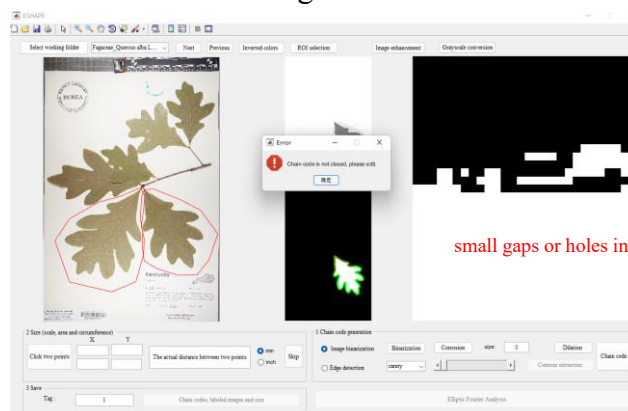 ESHAPE
Select working folder
Fagaceae_Quercus alba L....
Next
Previous
Inverted colors
ROI selection
Image enhancement
Grayscale conversion
Error
Chain code is not closed, please edit.
small gaps or holes in
Kentucky
2 Size (scale, area and circumference)
X
Y
Click two points
The actual distance between two points
mm
inch
Skip
1 Chain code generation
Image binarization
Binarization
Corrosion
size:
3
Dilation
Chain code
Edge detection
canny
Contour extraction
3 Save
Tag:
1
Chain codes, labeled images and size
Elliptic Fourier Analysis